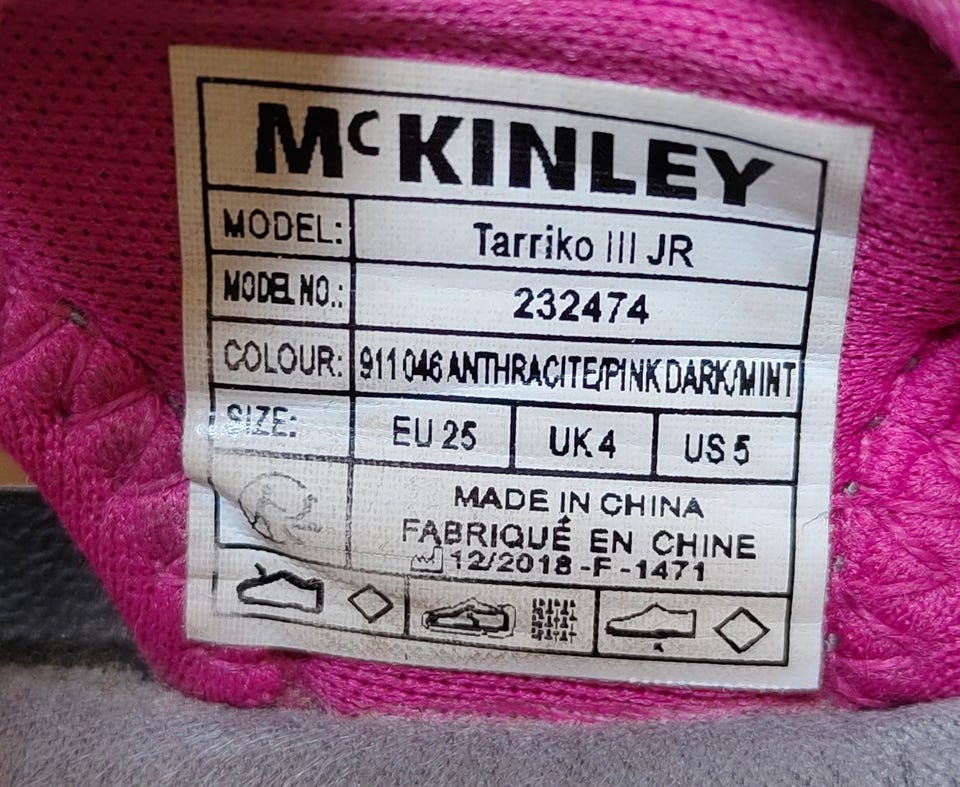 McKINLEY
MODEL: Tarriko III JR
MODEL NO.: 232474
COLOUR: 911 046 ANTHRACITE/PINK DARK/MINT
SIZE: EU 25 UK 4 US 5
MADE IN CHINA
FABRIQUÉ EN CHINE
12/2018-F-1471